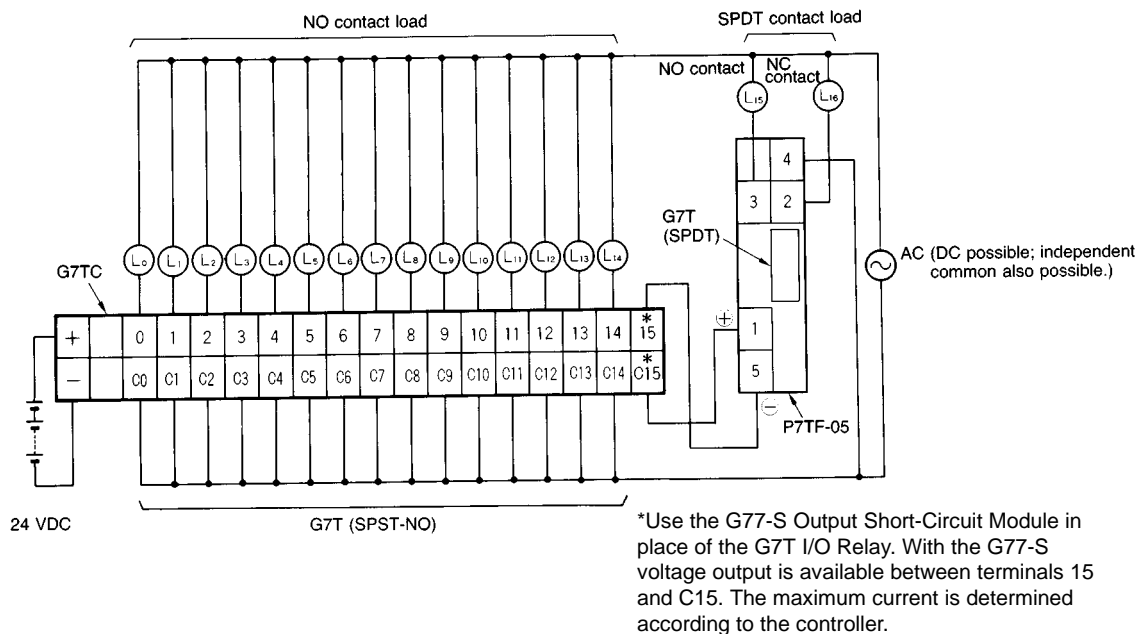 NO contact load
SPDT contact load
NO contact
NC contact
L15 L16
4
3 2
G7T (SPDT)
AC (DC possible; independent common also possible.)
L0 L1 L2 L3 L4 L5 L6 L7 L8 L9 L10 L11 L12 L13 L14
G7TC
+ 0 1 2 3 4 5 6 7 8 9 10 11 12 13 14 *15
− C0 C1 C2 C3 C4 C5 C6 C7 C8 C9 C10 C11 C12 C13 C14 *C15
⊕ 1
5
⊖
P7TF-05
24 VDC
G7T (SPST-NO)
*Use the G77-S Output Short-Circuit Module in
place of the G7T I/O Relay. With the G77-S
voltage output is available between terminals 15
and C15. The maximum current is determined
according to the controller.